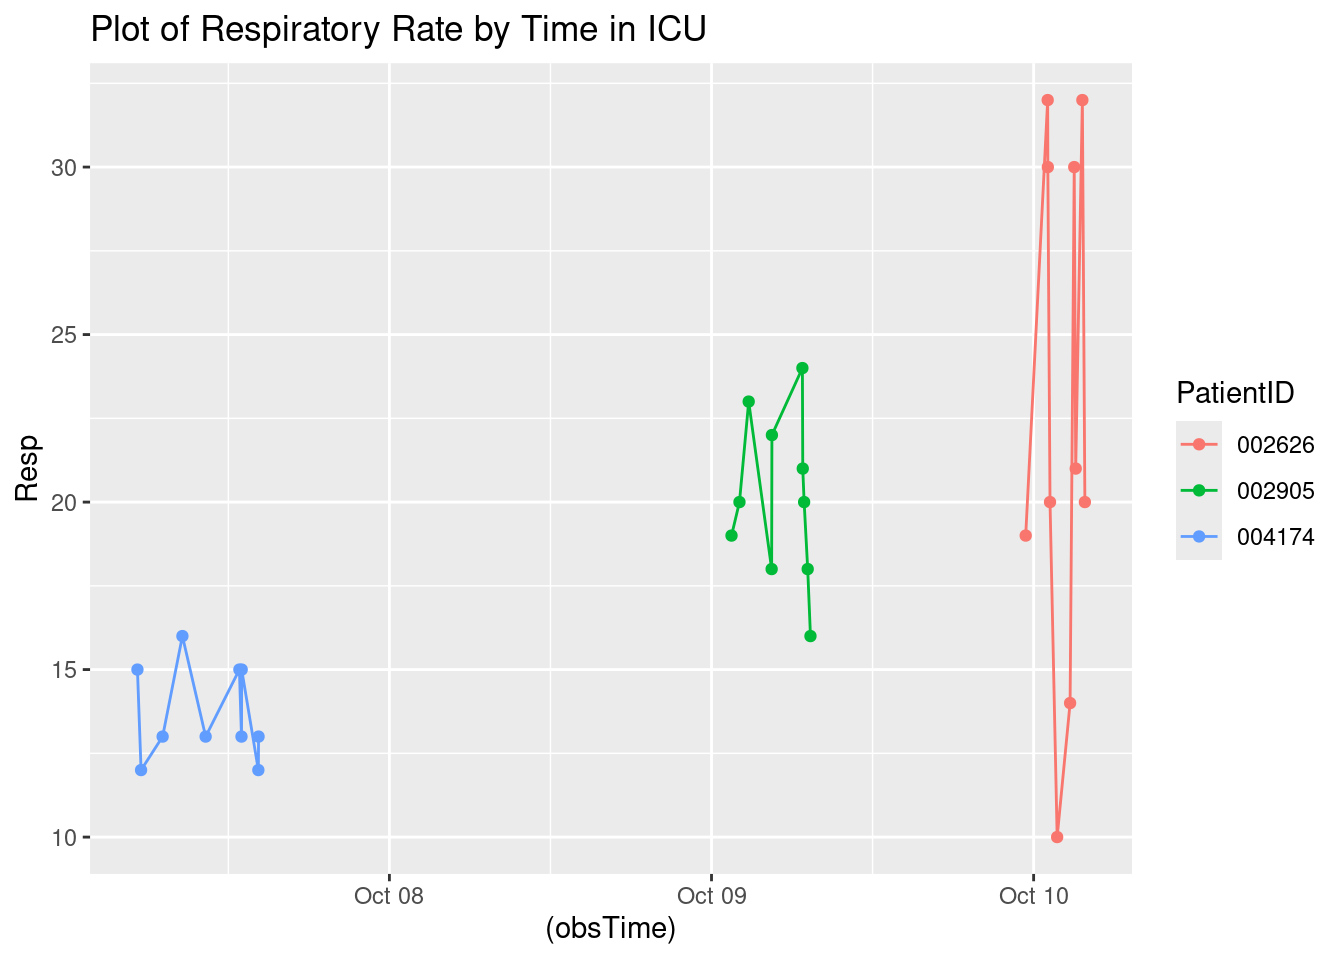 Plot of Respiratory Rate by Time in ICU
Resp
30
25
20
15
10
Oct 08
Oct 09
Oct 10
(obsTime)
PatientID
002626
002905
004174